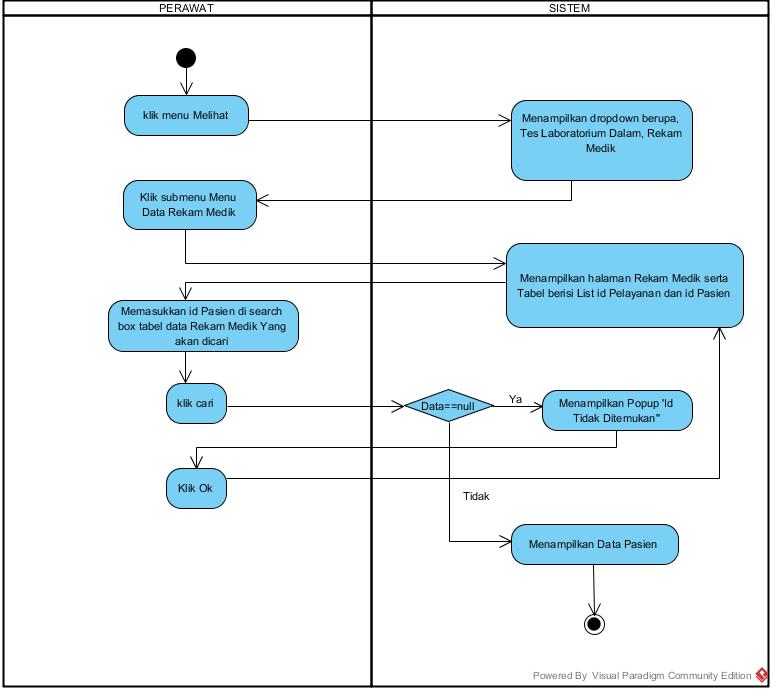 PERAWAT
SISTEM
klik menu Melihat
Menampilkan dropdown berupa,
Tes Laboratorium Dalam, Rekam
Medik
Klik submenu Menu
Data Rekam Medik
Menampilkan halaman Rekam Medik serta
Tabel berisi List id Pelayanan dan id Pasien
Memasukkan id Pasien di search
box tabel data Rekam Medik Yang
akan dicari
klik cari
Data==null
Ya
Menampilkan Popup 'Id
Tidak Ditemukan"
Klik Ok
Tidak
Menampilkan Data Pasien
Powered By Visual Paradigm Community Edition